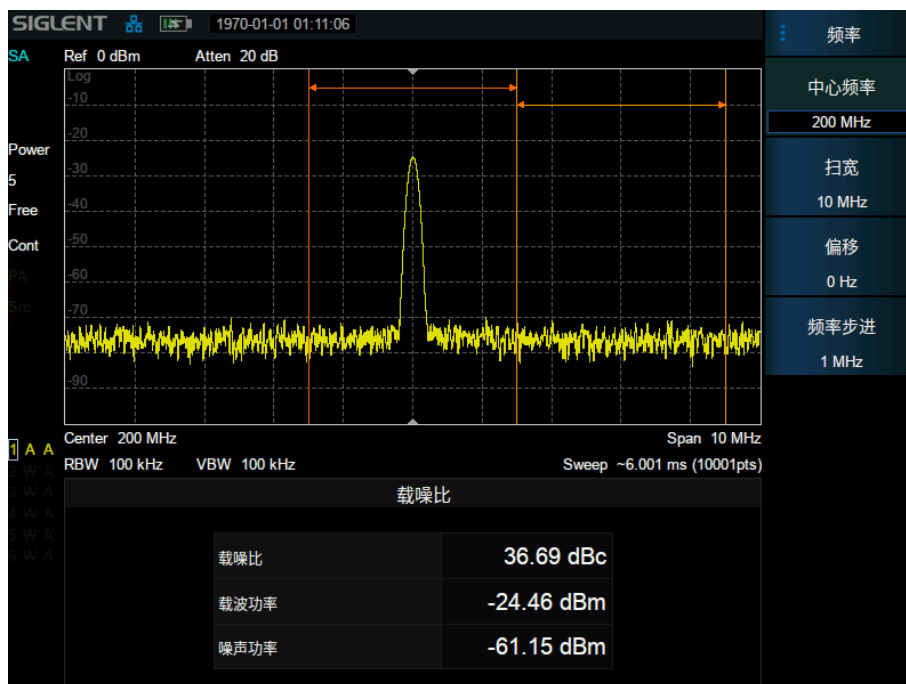 SIGLENT 1970-01-01 01:11:06
频率
SA Ref 0 dBm Atten 20 dB
Log
-10
-20
-30
-40
-50
-60
-70
-90
Power
5
Free
Cont
PA
Src
中心频率
200 MHz
扫宽
10 MHz
偏移
0 Hz
频率步进
1 MHz
Center 200 MHz Span 10 MHz
RBW 100 kHz VBW 100 kHz Sweep ~6.001 ms (10001pts)
1 A A
2 W A
3 W A
4 W A
5 W A
6 W A
载噪比
载噪比 36.69 dBc
载波功率 -24.46 dBm
噪声功率 -61.15 dBm